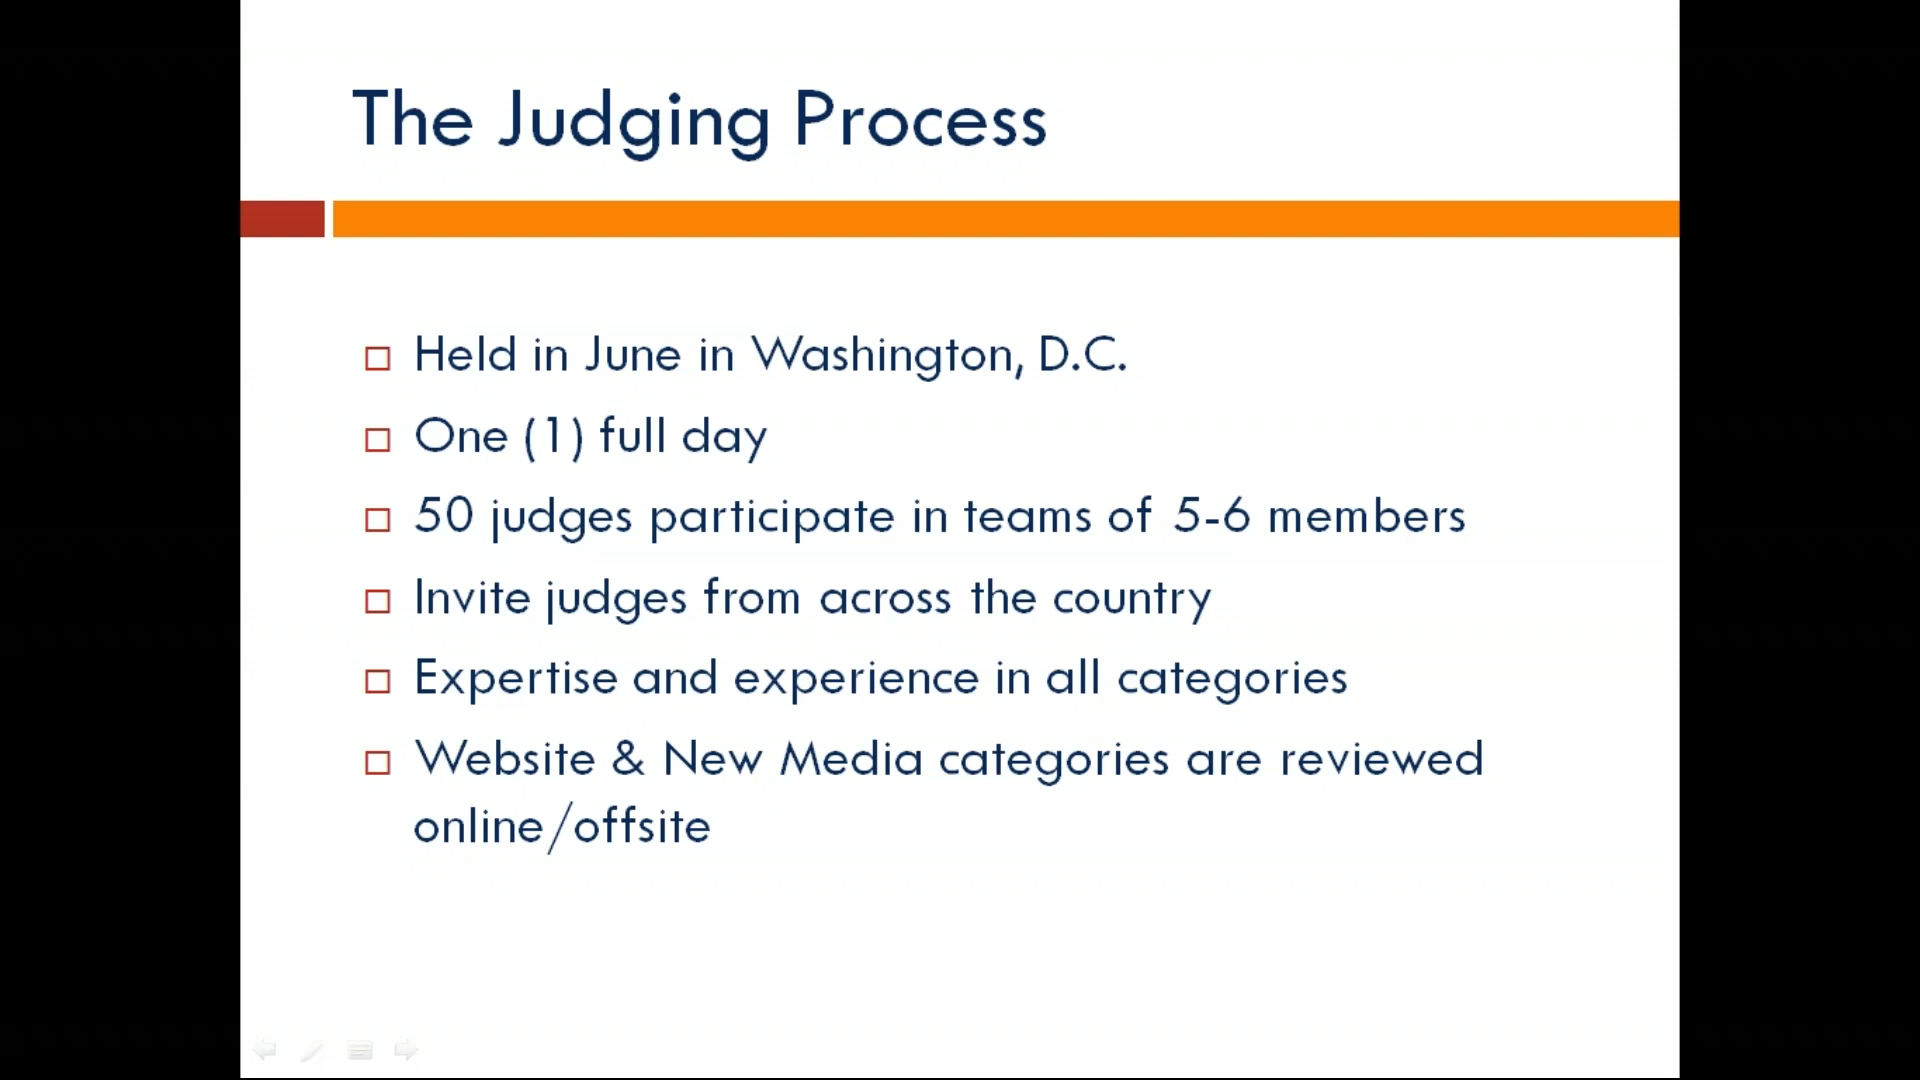 The Judging Process
Held in June in Washington, D.C.
One (1) full day
50 judges participate in teams of 5-6 members
Invite judges from across the country
Expertise and experience in all categories
Website & New Media categories are reviewed
online/offsite